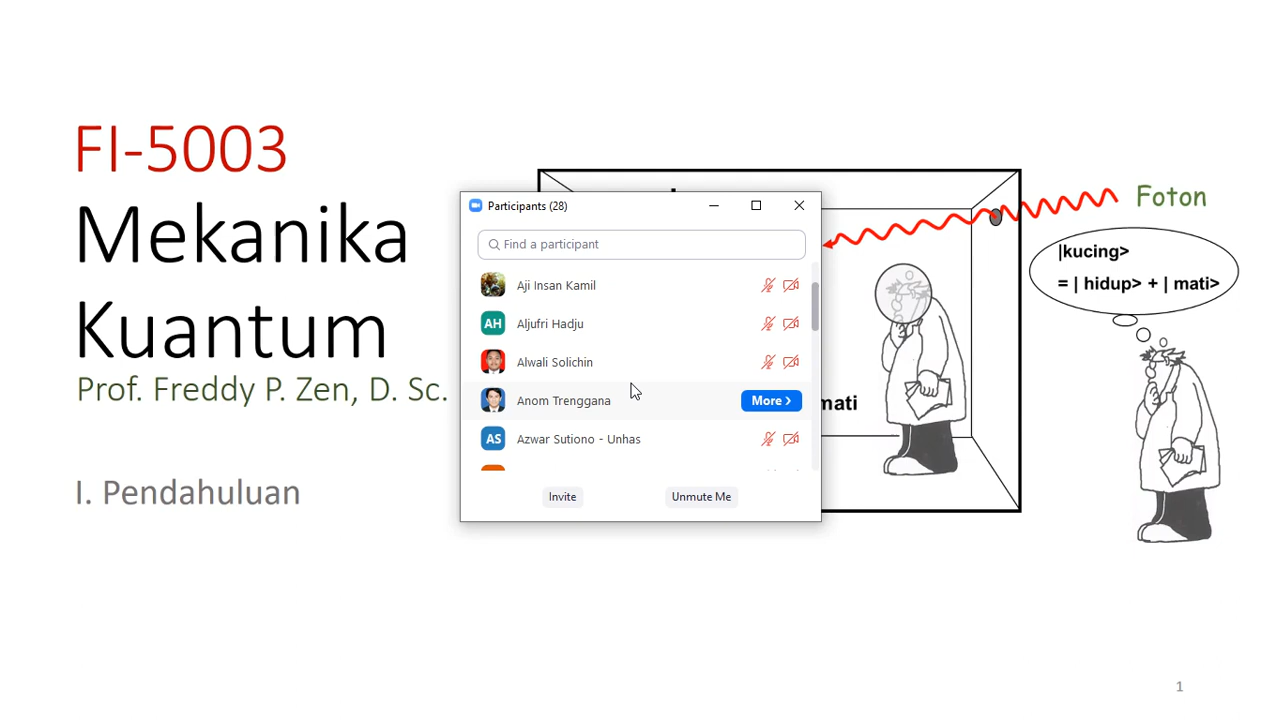 FI-5003
Mekanika
Kuantum
Prof. Freddy P. Zen, D. Sc.
I. Pendahuluan
Participants (28)
Find a participant
Aji Insan Kamil
AH Aljufri Hadju
Alwali Solichin
Anom Trenggana
More >
AS Azwar Sutiono - Unhas
Invite
Unmute Me
mati
Foton
|kucing>
= | hidup> + | mati>
1